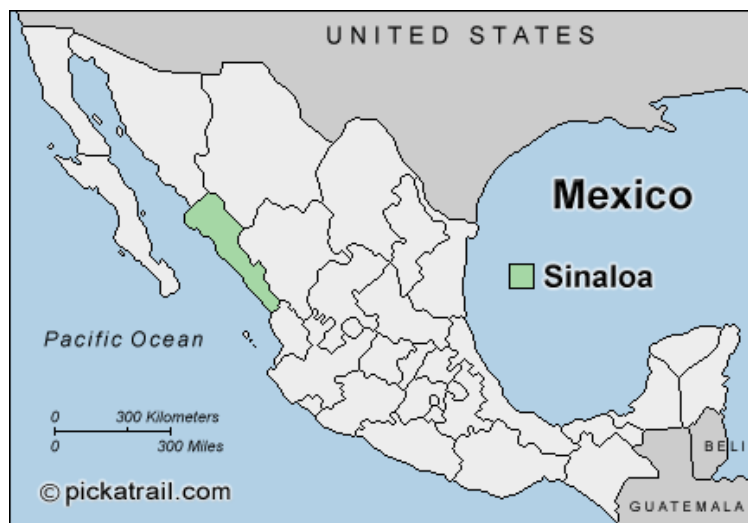 UNITED STATES
Mexico
Sinaloa
Pacific Ocean
0 300 Kilometers
0 300 Miles
BELI
© pickatrail.com
GUATEMALA